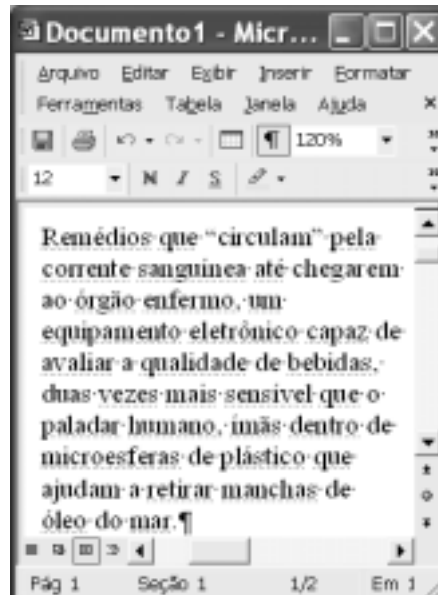 Documento1 - Micr...
Arquivo Editar Exibir Inserir Formatar
Ferramentas Tabela Janela Ajuda
120%
12 N I S
Remédios que “circulam” pela
corrente sanguínea até chegarem
ao órgão enfermo, um
equipamento eletrônico capaz de
avaliar a qualidade de bebidas,
duas vezes mais sensível que o
paladar humano, ímãs dentro de
microesferas de plástico que
ajudam a retirar manchas de
óleo do mar.¶
Pág 1 Seção 1 1/2 Em 1